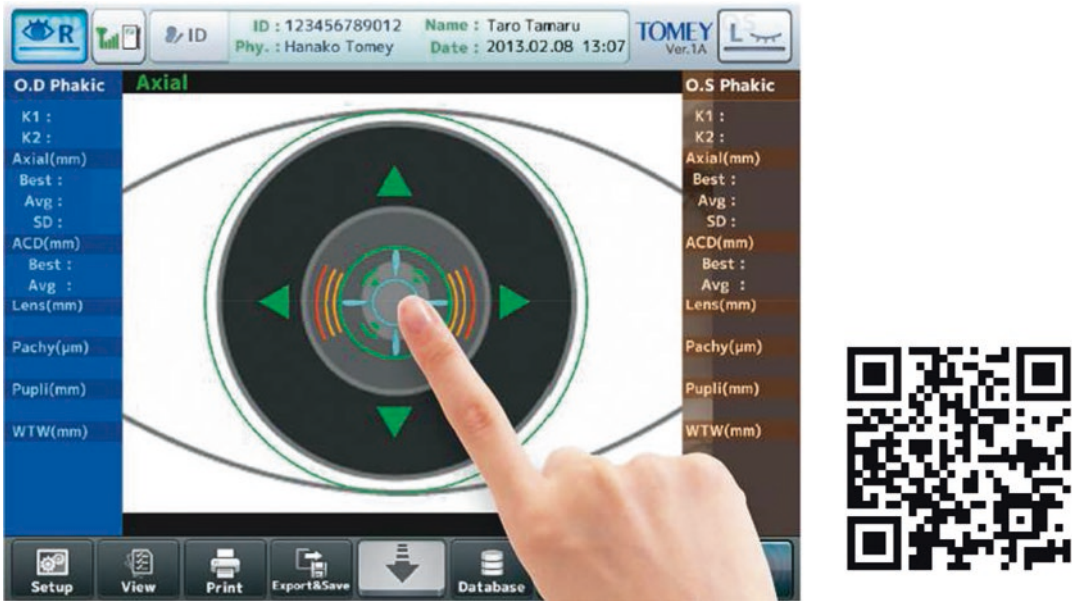 R
ID
ID : 123456789012 Name : Taro Tamaru
Phy. : Hanako Tomey Date : 2013.02.08 13:07
TOMEY
Ver.1A
L
O.D Phakic
K1 :
K2 :
Axial(mm)
Best :
Avg :
SD :
ACD(mm)
Best :
Avg :
Lens(mm)
Pachy(µm)
Pupli(mm)
WTW(mm)
Axial
O.S Phakic
K1 :
K2 :
Axial(mm)
Best :
Avg :
SD :
ACD(mm)
Best :
Avg :
Lens(mm)
Pachy(µm)
Pupli(mm)
WTW(mm)
Setup View Print Export&Save Database